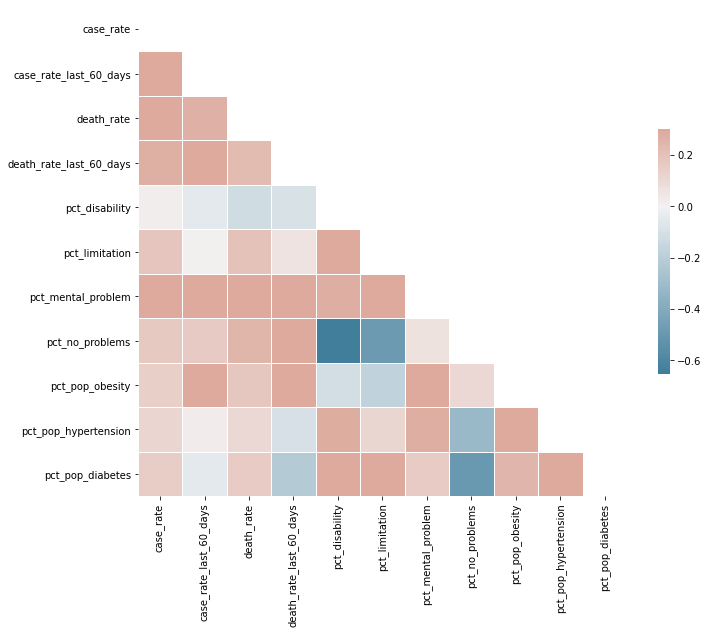 case_rate
case_rate_last_60_days
death_rate
death_rate_last_60_days
pct_disability
pct_limitation
pct_mental_problem
pct_no_problems
pct_pop_obesity
pct_pop_hypertension
pct_pop_diabetes
case_rate
case_rate_last_60_days
death_rate
death_rate_last_60_days
pct_disability
pct_limitation
pct_mental_problem
pct_no_problems
pct_pop_obesity
pct_pop_hypertension
pct_pop_diabetes
0.2
0.0
−0.2
−0.4
−0.6